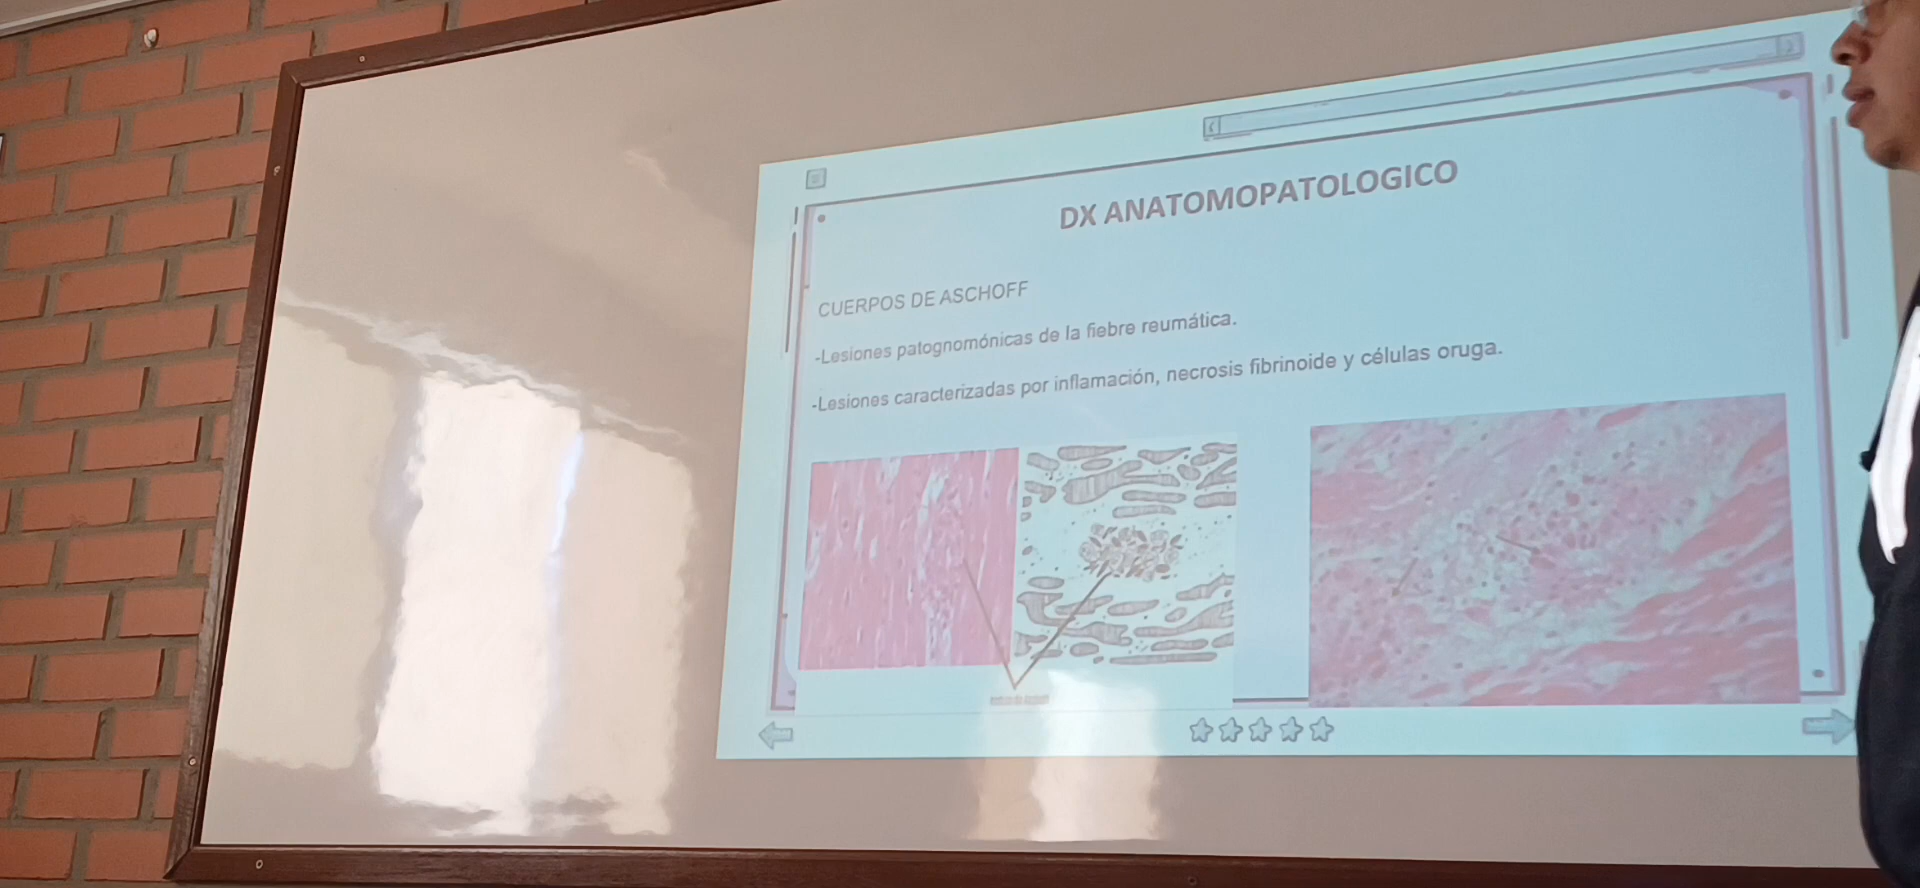 DX ANATOMOPATOLOGICO
CUERPOS DE ASCHOFF
-Lesiones patognomónicas de la fiebre reumática.
-Lesiones caracterizadas por inflamación, necrosis fibrinoide y células oruga.